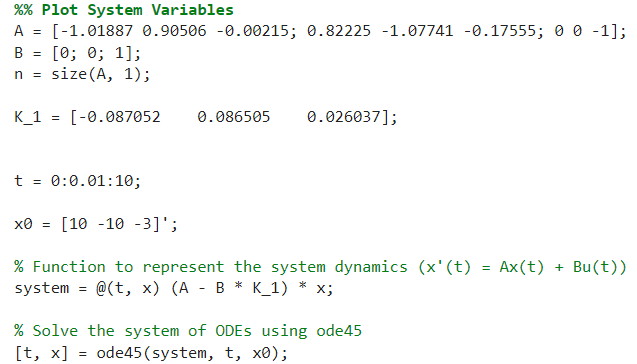 %% Plot System Variables
A = [-1.01887 0.90506 -0.00215; 0.82225 -1.07741 -0.17555; 0 0 -1];
B = [0; 0; 1];
n = size(A, 1);
K_1 = [-0.087052    0.086505    0.026037];
t = 0:0.01:10;
x0 = [10 -10 -3]';
% Function to represent the system dynamics (x'(t) = Ax(t) + Bu(t))
system = @(t, x) (A - B * K_1) * x;
% Solve the system of ODEs using ode45
[t, x] = ode45(system, t, x0);